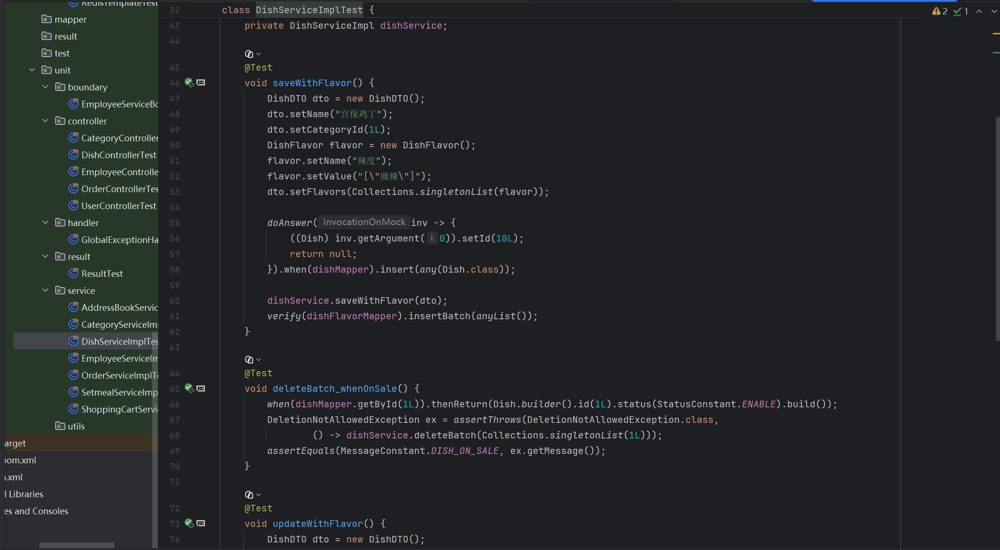 RedisTemplateTest
mapper
result
test
unit
boundary
EmployeeServiceBo
controller
CategoryController
DishControllerTest
EmployeeControlle
OrderControllerTes
UserControllerTest
handler
GlobalExceptionHa
result
ResultTest
service
AddressBookServic
CategoryServiceIm
DishServiceImplTes
EmployeeServiceIm
OrderServiceImplT
SetmealServiceImp
ShoppingCartServi
utils
arget
pom.xml
.xml
l Libraries
es and Consoles
2 1
32 class DishServiceImplTest {
43 private DishServiceImpl dishService;
44
45 @Test
46 void saveWithFlavor() {
47 DishDTO dto = new DishDTO();
48 dto.setName("宫保鸡丁");
49 dto.setCategoryId(1L);
50 DishFlavor flavor = new DishFlavor();
51 flavor.setName("辣度");
52 flavor.setValue("[\"微辣\"]");
53 dto.setFlavors(Collections.singletonList(flavor));
54
55 doAnswer( InvocationOnMock inv -> {
56 ((Dish) inv.getArgument( i: 0)).setId(10L);
57 return null;
58 }).when(dishMapper).insert(any(Dish.class));
59
60 dishService.saveWithFlavor(dto);
61 verify(dishFlavorMapper).insertBatch(anyList());
62 }
63
64 @Test
65 void deleteBatch_whenOnSale() {
66 when(dishMapper.getById(1L)).thenReturn(Dish.builder().id(1L).status(StatusConstant.ENABLE).build());
67 DeletionNotAllowedException ex = assertThrows(DeletionNotAllowedException.class,
68 () -> dishService.deleteBatch(Collections.singletonList(1L)));
69 assertEquals(MessageConstant.DISH_ON_SALE, ex.getMessage());
70 }
71
72 @Test
73 void updateWithFlavor() {
74 DishDTO dto = new DishDTO();